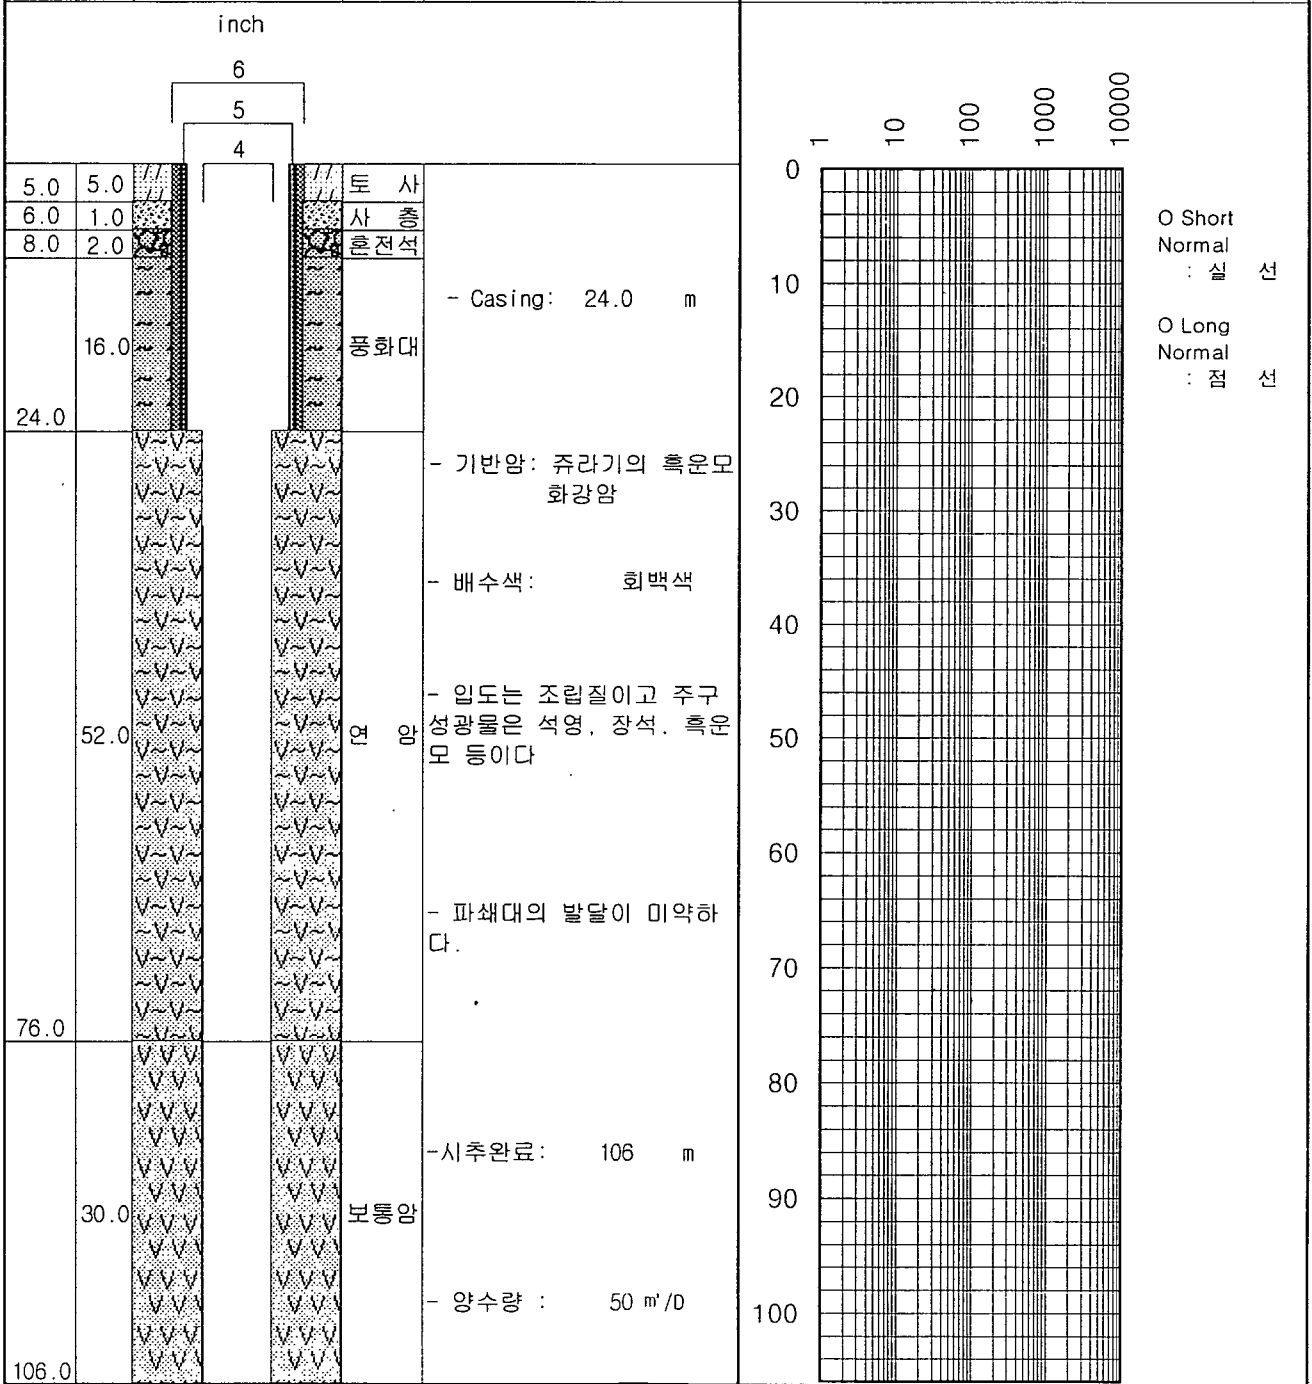 inch
6
5
4
5.0 5.0 토 사
6.0 1.0 사 층
8.0 2.0 혼전석
- Casing: 24.0 m
16.0 풍화대
24.0
- 기반암: 쥬라기의 흑운모
화강암
- 배수색: 회백색
- 입도는 조립질이고 주구
성광물은 석영, 장석, 흑운
모 등이다
52.0 연 암
- 파쇄대의 발달이 미약하
다.
76.0
-시추완료: 106 m
30.0 보통암
- 양수량 : 50 ㎥/D
106.0
1 10 100 1000 10000
0
10
20
30
40
50
60
70
80
90
100
O Short
Normal
: 실 선
O Long
Normal
: 점 선